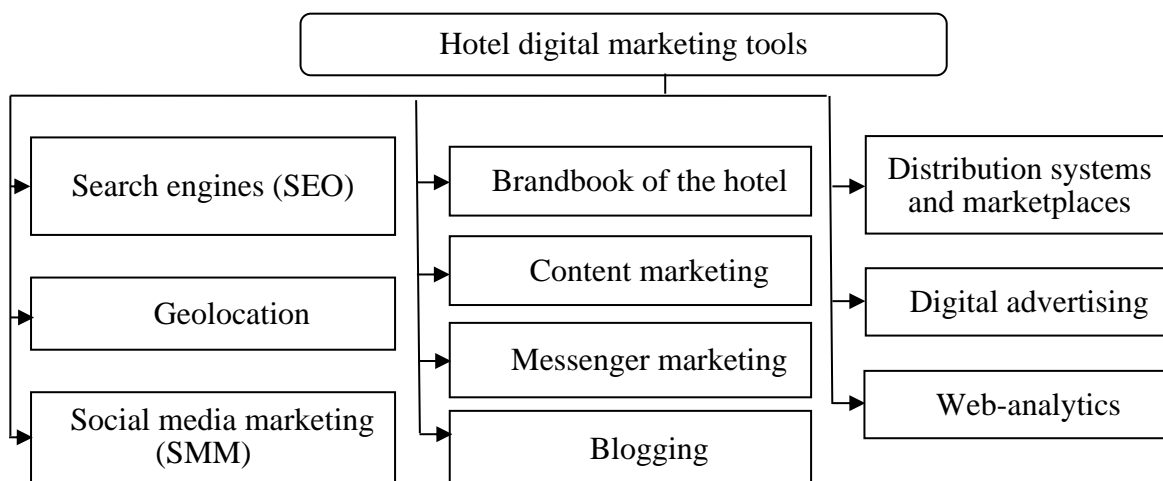 Hotel digital marketing tools
Search engines (SEO)
Geolocation
Social media marketing
(SMM)
Brandbook of the hotel
Content marketing
Messenger marketing
Blogging
Distribution systems
and marketplaces
Digital advertising
Web-analytics